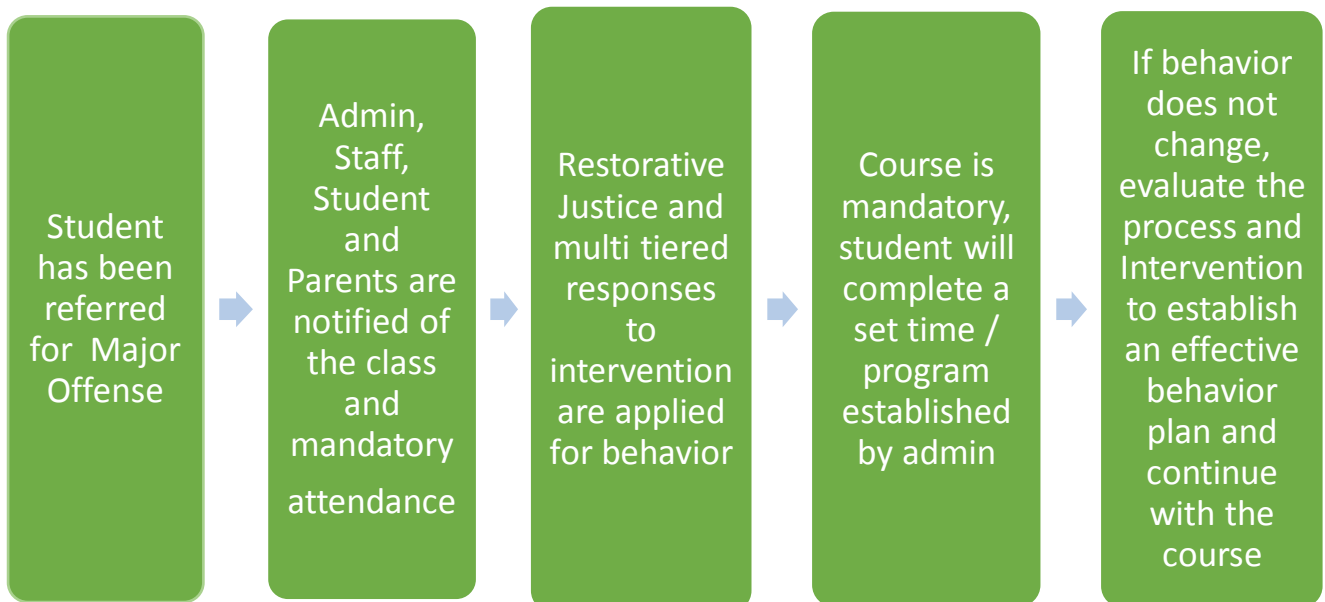 Student
has been
referred
for Major
Offense
Admin,
Staff,
Student
and
Parents are
notified of
the class
and
mandatory
attendance
Restorative
Justice and
multi tiered
responses
to
intervention
are applied
for behavior
Course is
mandatory,
student will
complete a
set time /
program
established
by admin
If behavior
does not
change,
evaluate the
process and
Intervention
to establish
an effective
behavior
plan and
continue
with the
course